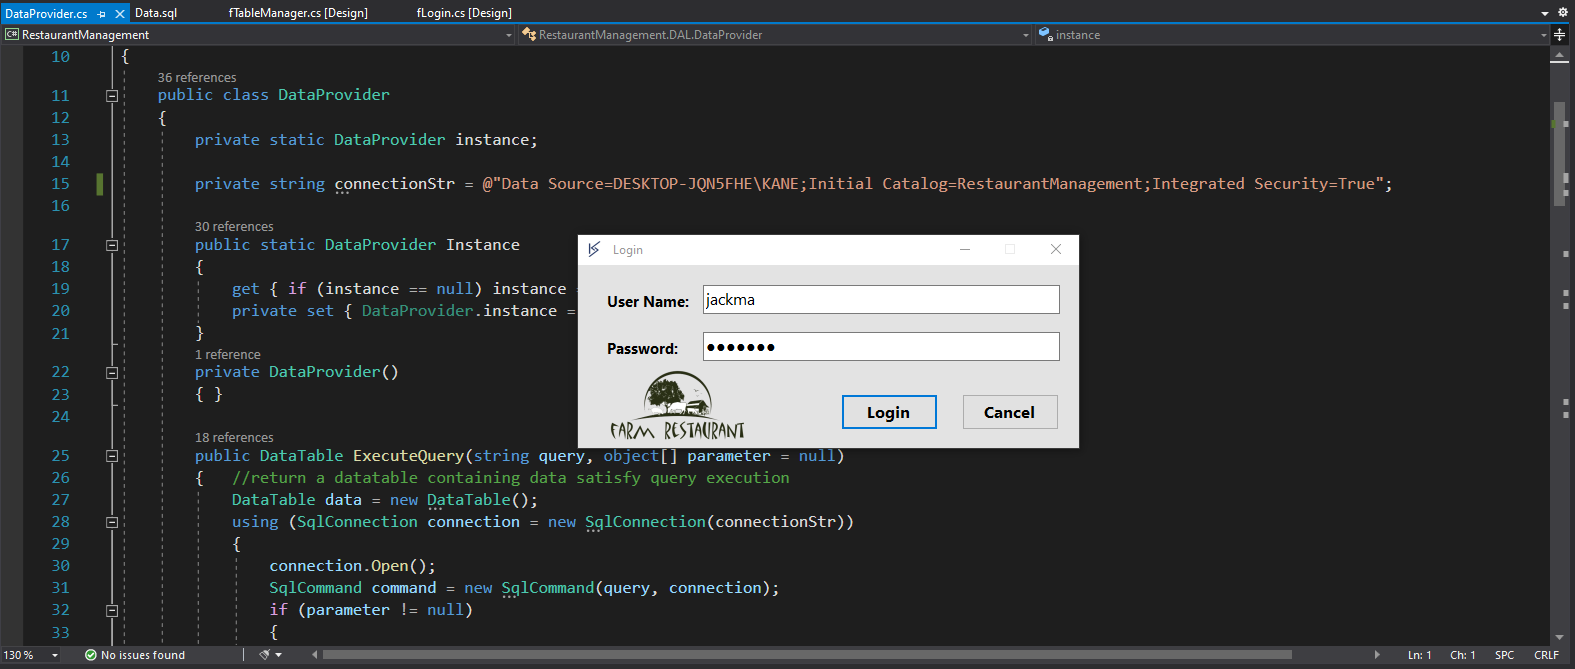 DataProvider.cs Data.sql fTableManager.cs [Design] fLogin.cs [Design]
C# RestaurantManagement RestaurantManagement.DAL.DataProvider instance
10 {
36 references
11 public class DataProvider
12 {
13 private static DataProvider instance;
14
15 private string connectionStr = @"Data Source=DESKTOP-JQN5FHE\KANE;Initial Catalog=RestaurantManagement;Integrated Security=True";
16
30 references
17 public static DataProvider Instance
18 {
19 get { if (instance == null) instance
20 private set { DataProvider.instance =
21 }
1 reference
22 private DataProvider()
23 { }
24
18 references
25 public DataTable ExecuteQuery(string query, object[] parameter = null)
26 { //return a datatable containing data satisfy query execution
27 DataTable data = new DataTable();
28 using (SqlConnection connection = new SqlConnection(connectionStr))
29 {
30 connection.Open();
31 SqlCommand command = new SqlCommand(query, connection);
32 if (parameter != null)
33 {
Login
User Name: jackma
Password: ●●●●●●●
FARM RESTAURANT
Login Cancel
130 % No issues found Ln: 1 Ch: 1 SPC CRLF